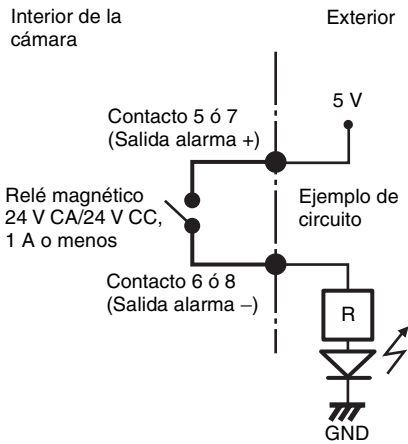 Interior de la
cámara
Exterior
5 V
Contacto 5 ó 7
(Salida alarma +)
Relé magnético
24 V CA/24 V CC,
1 A o menos
Ejemplo de
circuito
Contacto 6 ó 8
(Salida alarma –)
R
GND